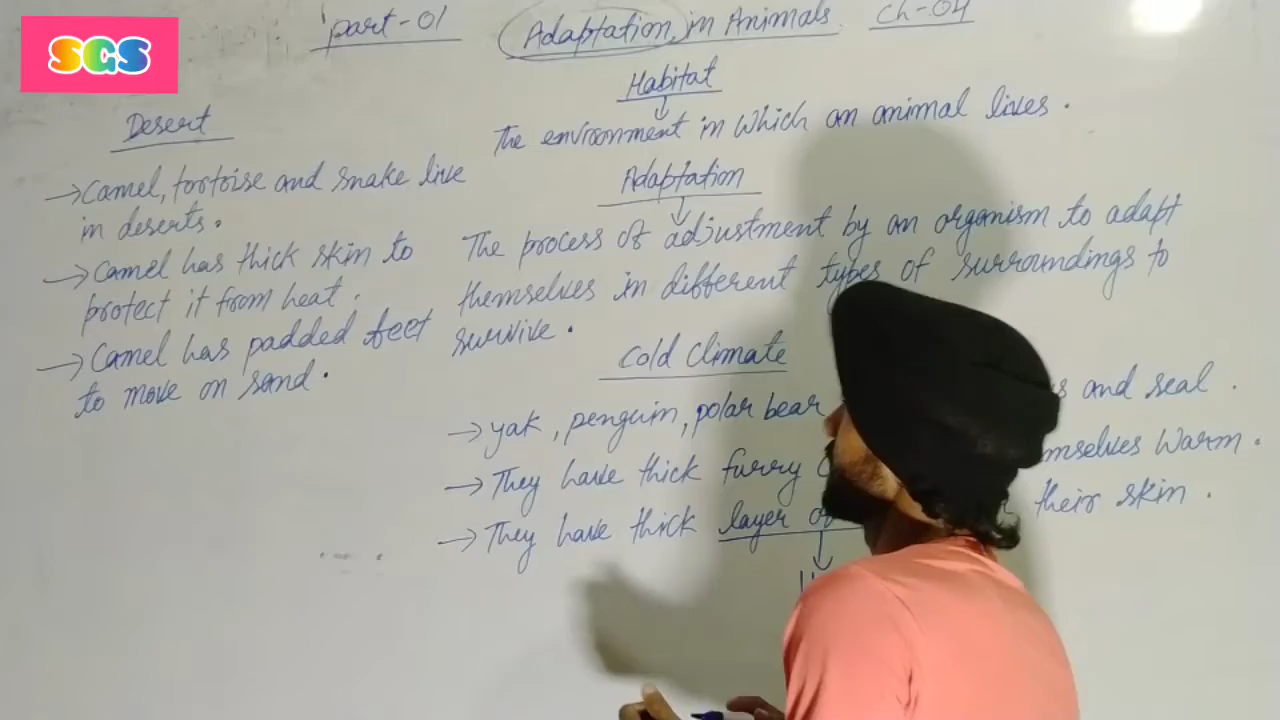 SGS
part-01
Adaptation in Animals
Ch-04
Habitat
The environment in which an animal lives.
Adaptation
The process of adjustment by an organism to adapt
themselves in different types of surroundings to
survive.
Desert
→ Camel, tortoise and snake live
in deserts.
→ Camel has thick skin to
protect it from heat.
→ Camel has padded feet
to move on sand.
Cold Climate
→ yak, penguin, polar bear and seal.
→ They have thick furry warm.
→ They have thick layer of their skin.